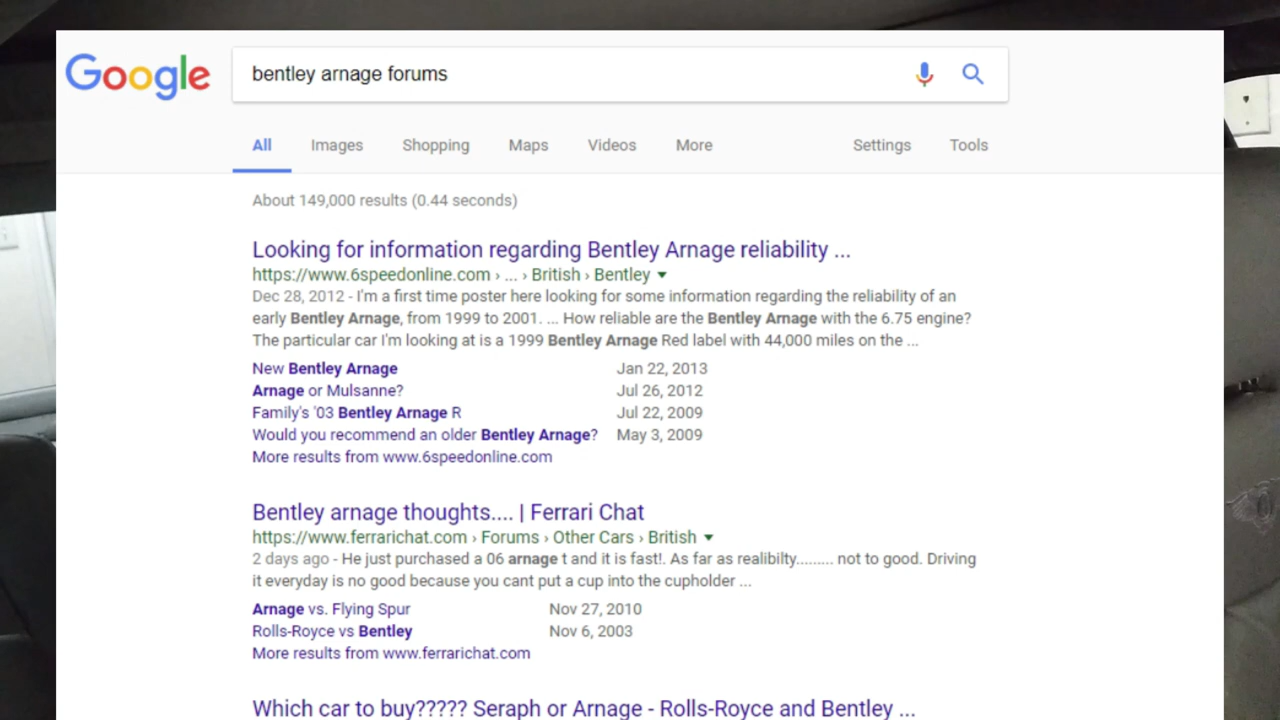 Google
bentley arnage forums
All Images Shopping Maps Videos More Settings Tools
About 149,000 results (0.44 seconds)
Looking for information regarding Bentley Arnage reliability ...
https://www.6speedonline.com › ... › British › Bentley
Dec 28, 2012 - I'm a first time poster here looking for some information regarding the reliability of an
early Bentley Arnage, from 1999 to 2001. ... How reliable are the Bentley Arnage with the 6.75 engine?
The particular car I'm looking at is a 1999 Bentley Arnage Red label with 44,000 miles on the ...
New Bentley Arnage Jan 22, 2013
Arnage or Mulsanne? Jul 26, 2012
Family's '03 Bentley Arnage R Jul 22, 2009
Would you recommend an older Bentley Arnage? May 3, 2009
More results from www.6speedonline.com
Bentley arnage thoughts.... | Ferrari Chat
https://www.ferrarichat.com › Forums › Other Cars › British
2 days ago - He just purchased a 06 arnage t and it is fast!. As far as realibilty......... not to good. Driving
it everyday is no good because you cant put a cup into the cupholder ...
Arnage vs. Flying Spur Nov 27, 2010
Rolls-Royce vs Bentley Nov 6, 2003
More results from www.ferrarichat.com
Which car to buy????? Seraph or Arnage - Rolls-Royce and Bentley ...